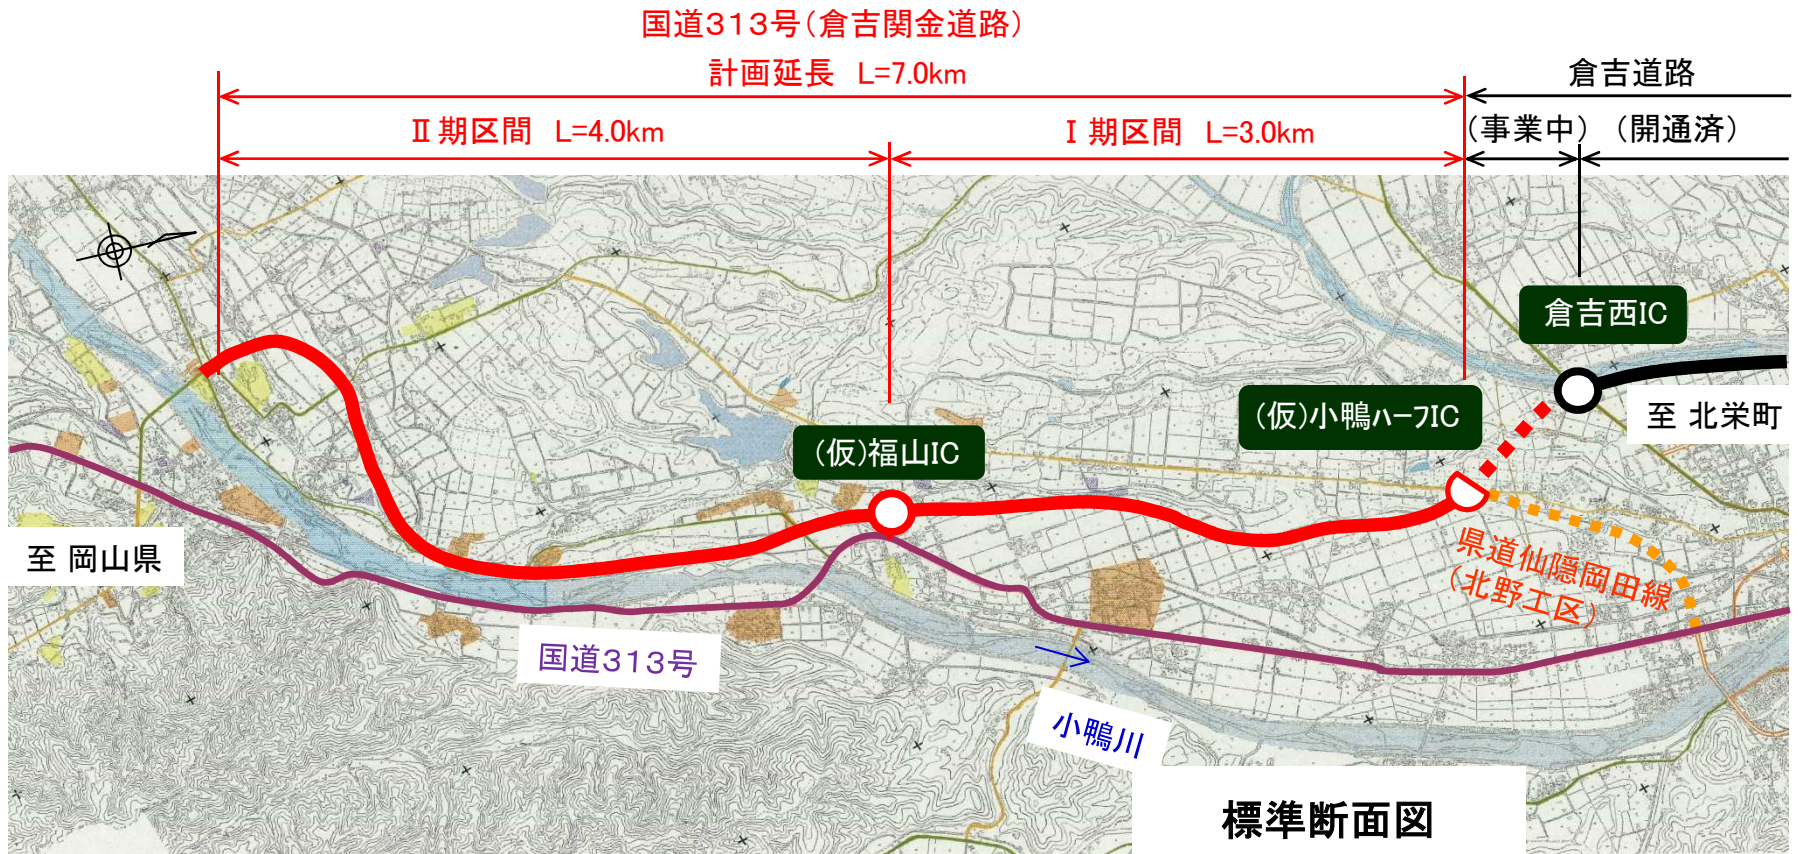 国道313号(倉吉関金道路)
計画延長 L=7.0km
倉吉道路
Ⅱ期区間 L=4.0km
Ⅰ期区間 L=3.0km
(事業中)
(開通済)
倉吉西IC
(仮)小鴨ハーフIC
至 北栄町
(仮)福山IC
至 岡山県
県道仙隠岡田線
(北野工区)
国道313号
小鴨川
標準断面図